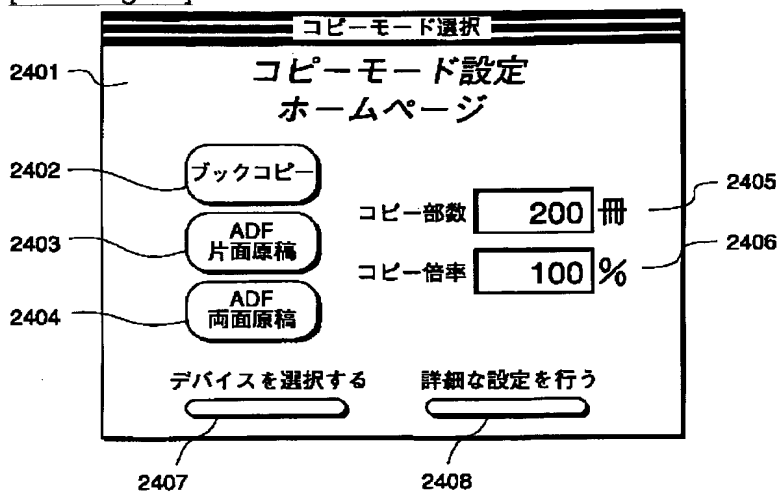 コピーモード選択
コピーモード設定
ホームページ
2401
2402
ブックコピー
2403
ADF
片面原稿
2404
ADF
両面原稿
コピー部数 200 冊
2405
コピー倍率 100 %
2406
デバイスを選択する
詳細な設定を行う
2407
2408